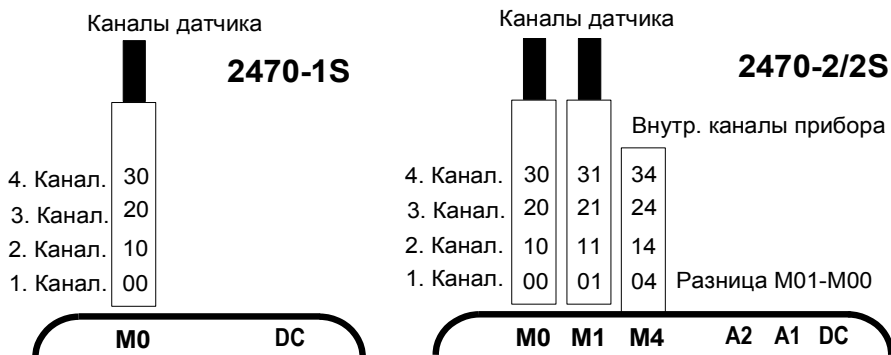 Каналы датчика
2470-1S
4. Канал. 30
3. Канал. 20
2. Канал. 10
1. Канал. 00
M0 DC
Каналы датчика
2470-2/2S
Внутр. каналы прибора
4. Канал. 30 31 34
3. Канал. 20 21 24
2. Канал. 10 11 14
1. Канал. 00 01 04 Разница M01-M00
M0 M1 M4 A2 A1 DC